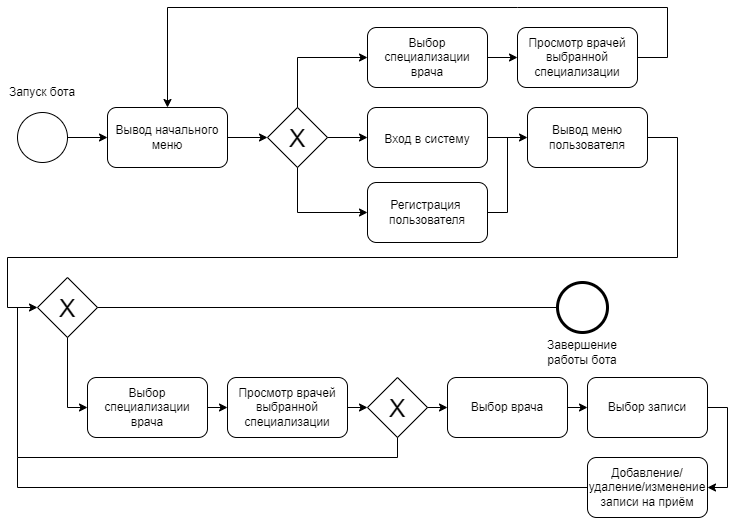 Выбор
специализации
врача
Просмотр врачей
выбранной
специализации
Запуск бота
Вывод начального
меню
X
Вход в систему
Вывод меню
пользователя
Регистрация
пользователя
X
Завершение
работы бота
Выбор
специализации
врача
Просмотр врачей
выбранной
специализации
X
Выбор врача
Выбор записи
Добавление/
удаление/изменение
записи на приём